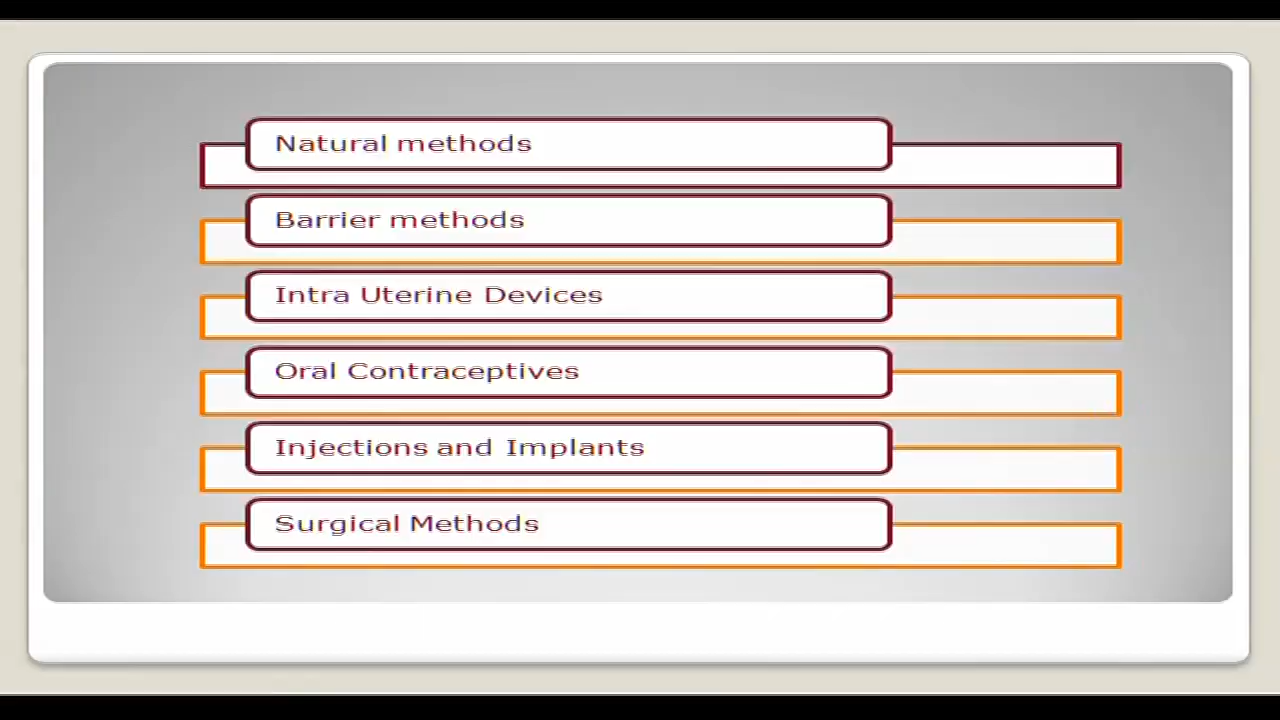 Natural methods
Barrier methods
Intra Uterine Devices
Oral Contraceptives
Injections and Implants
Surgical Methods